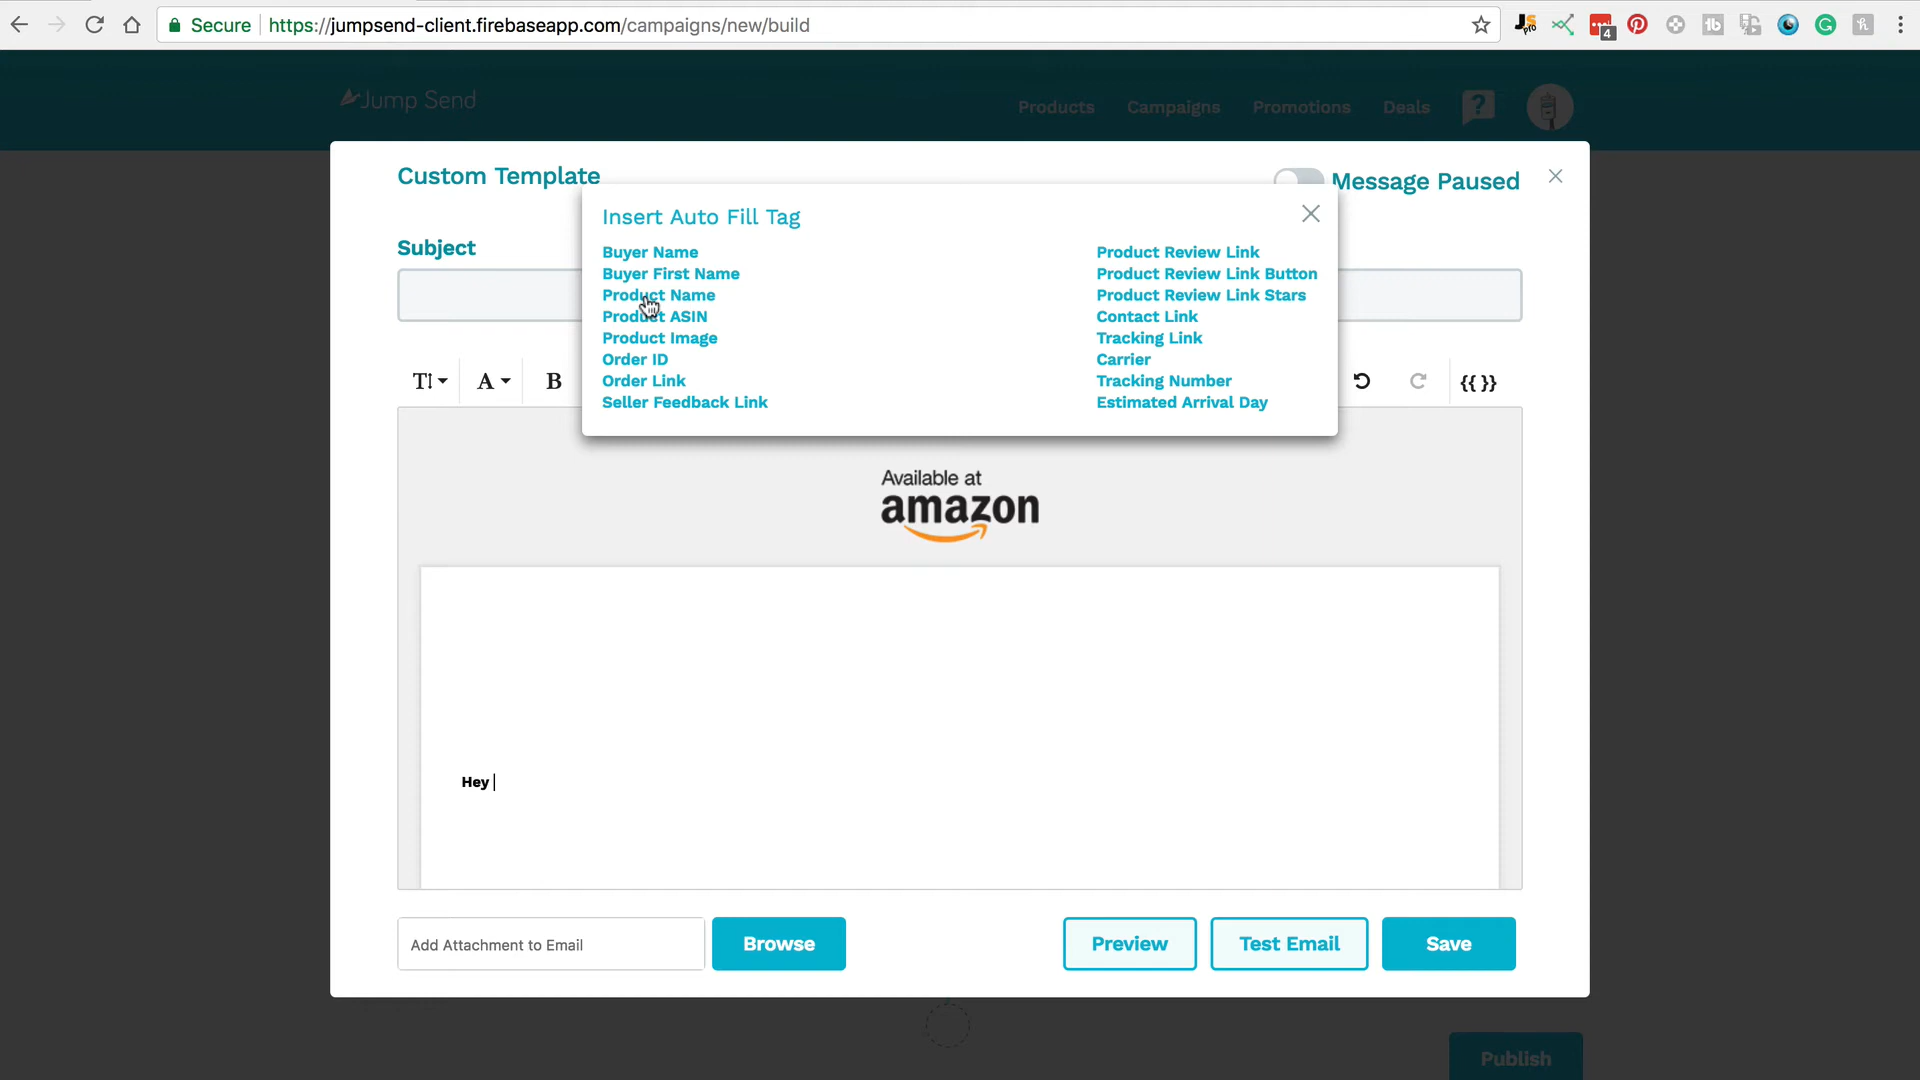 Secure https://jumpsend-client.firebaseapp.com/campaigns/new/build
JS
pro
4
tb
h
Jump Send
Products Campaigns Promotions Deals ?
Custom Template
Message Paused
Insert Auto Fill Tag
Subject
Buyer Name
Buyer First Name
Product Name
Product ASIN
Product Image
Order ID
Order Link
Seller Feedback Link
Product Review Link
Product Review Link Button
Product Review Link Stars
Contact Link
Tracking Link
Carrier
Tracking Number
Estimated Arrival Day
T A B {{ }}
Available at
amazon
Hey
Add Attachment to Email Browse Preview Test Email Save
Publish